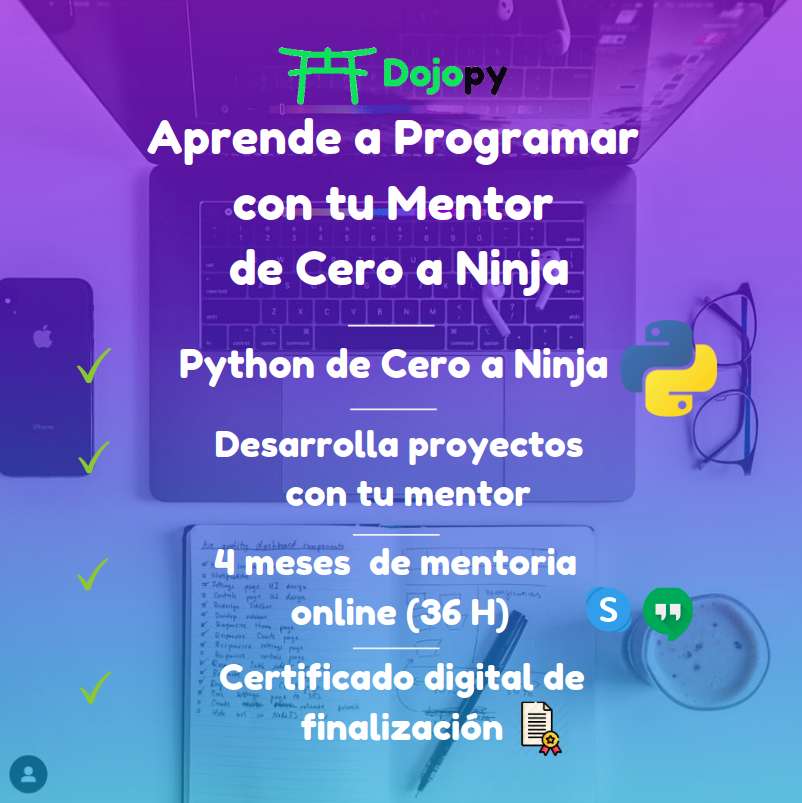 Dojopy
Aprende a Programar
con tu Mentor
de Cero a Ninja
Python de Cero a Ninja
Desarrolla proyectos
con tu mentor
4 meses de mentoria
online (36 H)
S
Certificado digital de
finalización